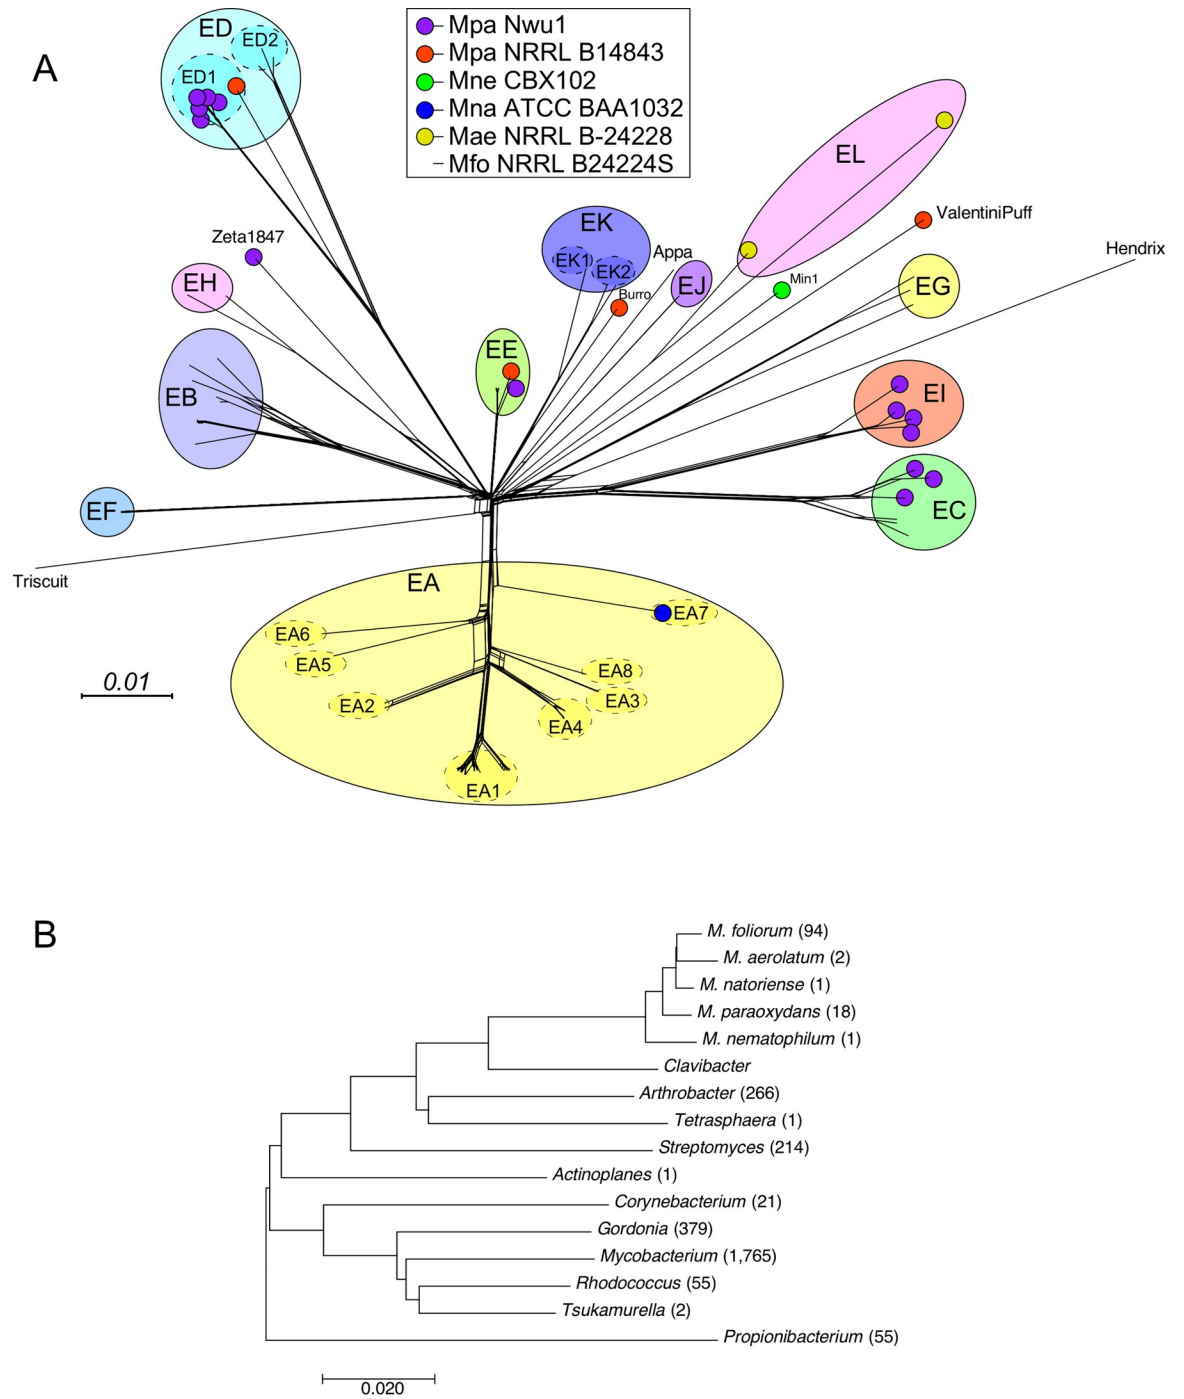 A
Mpa Nwu1
Mpa NRRL B14843
Mne CBX102
Mna ATCC BAA1032
Mae NRRL B-24228
Mfo NRRL B24224S
ED
ED2
ED1
EL
ValentiniPuff
Hendrix
Zeta1847
EK
EK1
EK2
Appa
EH
EJ
Min1
EG
Burro
EE
EB
EI
EF
EC
Triscuit
EA
EA7
EA6
EA5
EA8
EA3
EA2
EA4
EA1
0.01
B
M. foliorum (94)
M. aerolatum (2)
M. natoriense (1)
M. paraoxydans (18)
M. nematophilum (1)
Clavibacter
Arthrobacter (266)
Tetrasphaera (1)
Streptomyces (214)
Actinoplanes (1)
Corynebacterium (21)
Gordonia (379)
Mycobacterium (1,765)
Rhodococcus (55)
Tsukamurella (2)
Propionibacterium (55)
0.020